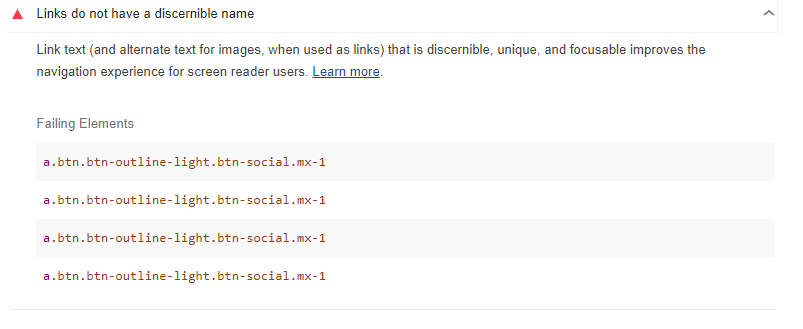 Links do not have a discernible name
Link text (and alternate text for images, when used as links) that is discernible, unique, and focusable improves the
navigation experience for screen reader users. Learn more.
Failing Elements
a.btn.btn-outline-light.btn-social.mx-1
a.btn.btn-outline-light.btn-social.mx-1
a.btn.btn-outline-light.btn-social.mx-1
a.btn.btn-outline-light.btn-social.mx-1